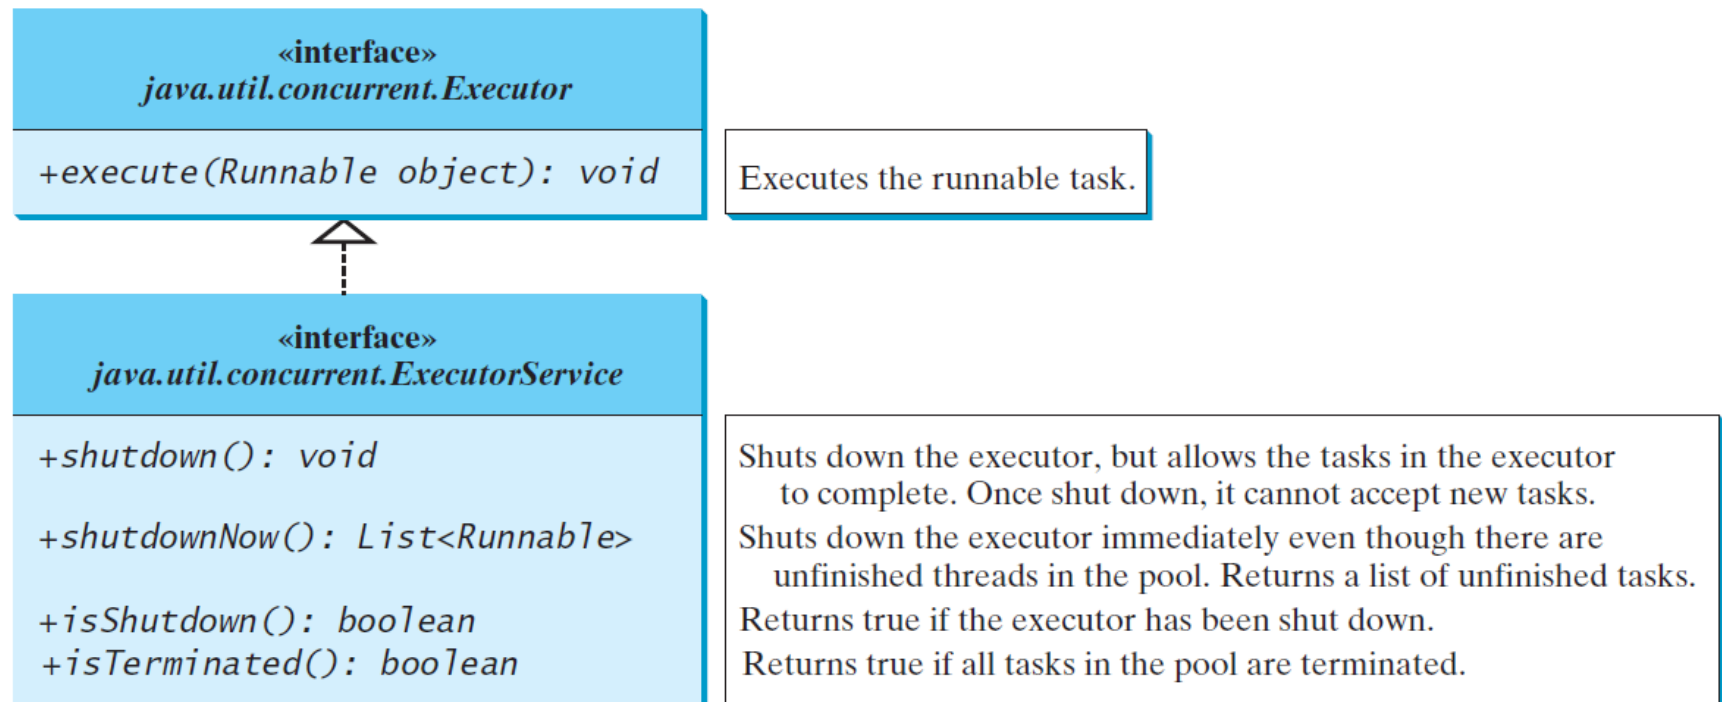 «interface»
java.util.concurrent.Executor
+execute(Runnable object): void
Executes the runnable task.
«interface»
java.util.concurrent.ExecutorService
+shutdown(): void
Shuts down the executor, but allows the tasks in the executor
to complete. Once shut down, it cannot accept new tasks.
+shutdownNow(): List<Runnable>
Shuts down the executor immediately even though there are
unfinished threads in the pool. Returns a list of unfinished tasks.
+isShutdown(): boolean
Returns true if the executor has been shut down.
+isTerminated(): boolean
Returns true if all tasks in the pool are terminated.